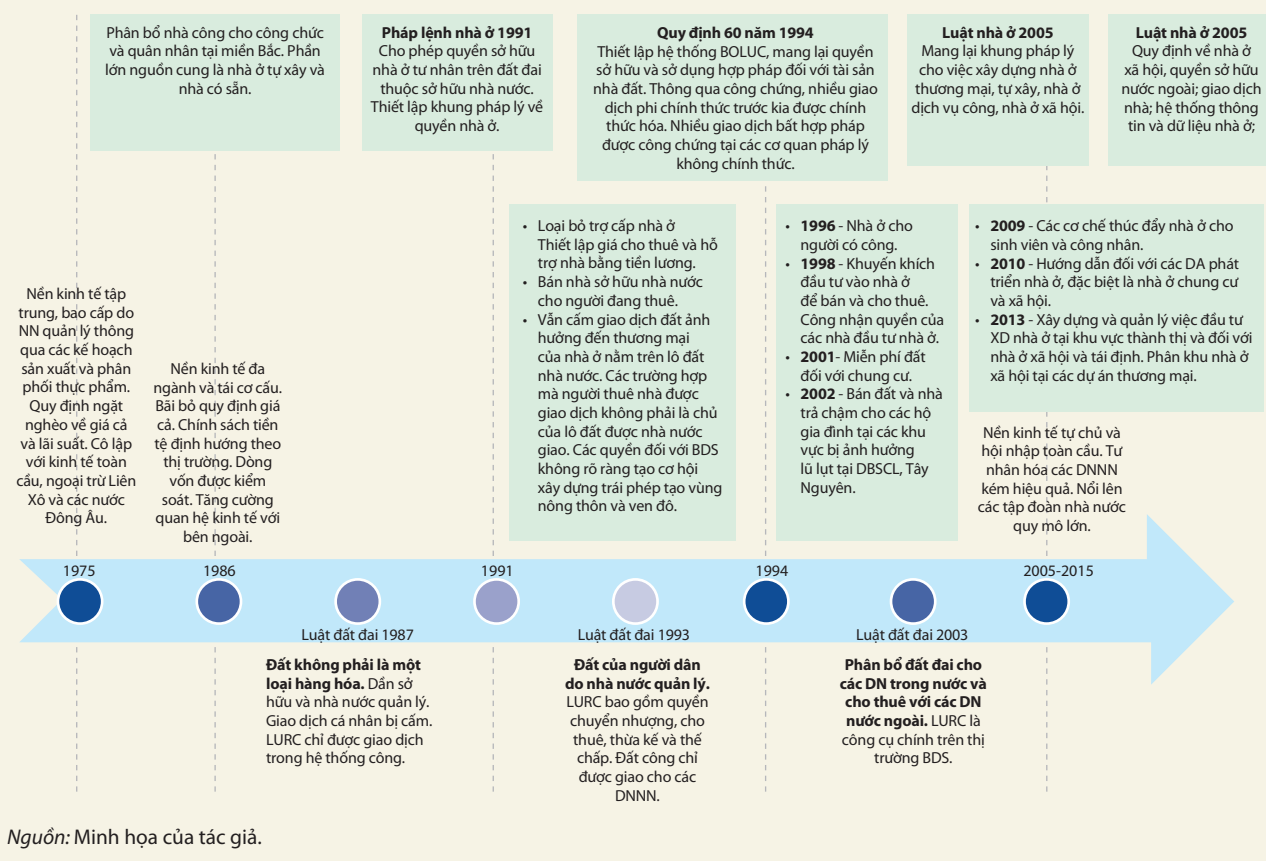 Phân bổ nhà công cho công chức
và quân nhân tại miền Bắc. Phần
lớn nguồn cung là nhà ở tự xây và
nhà có sẵn.
Pháp lệnh nhà ở 1991
Cho phép quyền sở hữu
nhà ở tư nhân trên đất đai
thuộc sở hữu nhà nước.
Thiết lập khung pháp lý về
quyền nhà ở.
Quy định 60 năm 1994
Thiết lập hệ thống BOLUC, mang lại quyền
sở hữu và sở dụng hợp pháp đối với tài sản
nhà đất. Thông qua công chứng, nhiều giao
dịch phi chính thức trước kia được chính
thức hóa. Nhiều giao dịch bất hợp pháp
được công chứng tại các cơ quan pháp lý
không chính thức.
Luật nhà ở 2005
Mang lại khung pháp lý
cho việc xây dựng nhà ở
thương mại, tự xây, nhà ở
dịch vụ công, nhà ở xã hội.
Luật nhà ở 2005
Quy định về nhà ở
xã hội, quyền sở hữu
nước ngoài; giao dịch
nhà; hệ thống thông
tin và dữ liệu nhà ở;
Nền kinh tế tập
trung, bao cấp do
NN quản lý thông
qua các kế hoạch
sản xuất và phân
phối thực phẩm.
Quy định ngặt
nghèo về giá cả
và lãi suất. Cô lập
với kinh tế toàn
cầu, ngoại trừ Liên
Xô và các nước
Đông Âu.
Nền kinh tế đa
ngành và tái cơ cấu.
Bãi bỏ quy định giá
cả. Chính sách tiền
tệ định hướng theo
thị trường. Dòng
vốn được kiểm
soát. Tăng cường
quan hệ kinh tế với
bên ngoài.
• Loại bỏ trợ cấp nhà ở
Thiết lập giá cho thuê và hỗ
trợ nhà bằng tiền lương.
• Bán nhà sở hữu nhà nước
cho người đang thuê.
• Vẫn cấm giao dịch đất ảnh
hưởng đến thương mại
của nhà ở nằm trên lô đất
nhà nước. Các trường hợp
mà người thuê nhà được
giao dịch không phải là chủ
của lô đất được nhà nước
giao. Các quyền đối với BDS
không rõ ràng tạo cơ hội
xây dựng trái phép tạo vùng
nông thôn và ven đô.
• 1996 - Nhà ở cho
người có công.
• 1998 - Khuyến khích
đầu tư vào nhà ở
để bán và cho thuê.
Công nhận quyền của
các nhà đầu tư nhà ở.
• 2001- Miễn phí đất
đối với chung cư.
• 2002 - Bán đất và nhà
trả chậm cho các hộ
gia đình tại các khu
vực bị ảnh hưởng
lũ lụt tại DBSCL, Tây
Nguyên.
• 2009 - Các cơ chế thúc đẩy nhà ở cho
sinh viên và công nhân.
• 2010 - Hướng dẫn đối với các DA phát
triển nhà ở, đặc biệt là nhà ở chung cư
và xã hội.
• 2013 - Xây dựng và quản lý việc đầu tư
XD nhà ở tại khu vực thành thị và đối với
nhà ở xã hội và tái định. Phân khu nhà ở
xã hội tại các dự án thương mại.
Nền kinh tế tự chủ và
hội nhập toàn cầu. Tư
nhân hóa các DNNN
kém hiệu quả. Nổi lên
các tập đoàn nhà nước
quy mô lớn.
1975
1986
1991
1994
2005-2015
Luật đất đai 1987
Luật đất đai 1993
Luật đất đai 2003
Đất không phải là một
loại hàng hóa. Dần sở
hữu và nhà nước quản lý.
Giao dịch cá nhân bị cấm.
LURC chỉ được giao dịch
trong hệ thống công.
Đất của người dân
do nhà nước quản lý.
LURC bao gồm quyền
chuyển nhượng, cho
thuê, thừa kế và thế
chấp. Đất công chỉ
được giao cho các
DNNN.
Phân bổ đất đai cho
các DN trong nước và
cho thuê với các DN
nước ngoài. LURC là
công cụ chính trên thị
trường BDS.
Nguồn: Minh họa của tác giả.